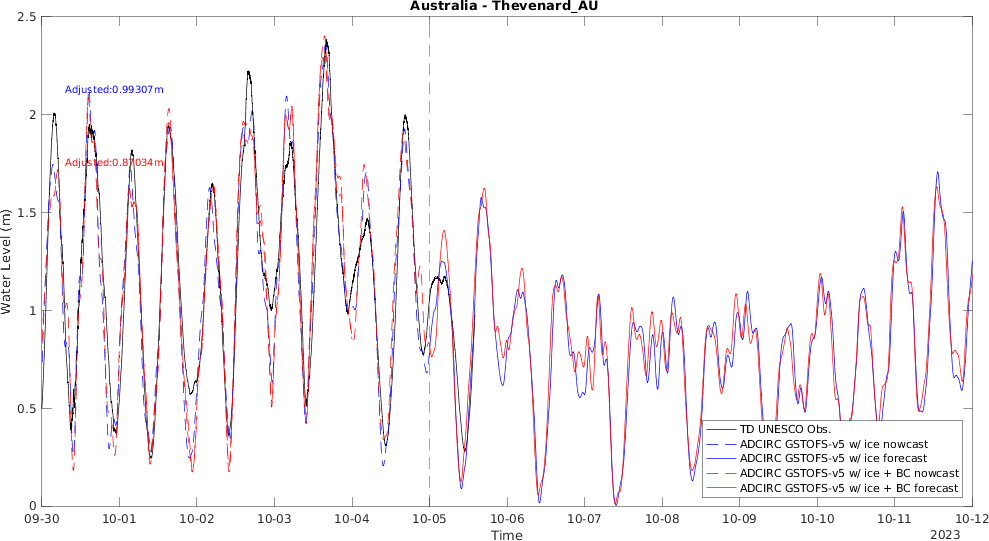 Australia - Thevenard_AU
2.5
2
1.5
1
0.5
0
Water Level (m)
Adjusted:0.99307m
Adjusted:0.87034m
TD UNESCO Obs.
ADCIRC GSTOFS-v5 w/ ice nowcast
ADCIRC GSTOFS-v5 w/ ice forecast
ADCIRC GSTOFS-v5 w/ ice + BC nowcast
ADCIRC GSTOFS-v5 w/ ice + BC forecast
09-30 10-01 10-02 10-03 10-04 10-05 10-06 10-07 10-08 10-09 10-10 10-11 10-12
Time
2023